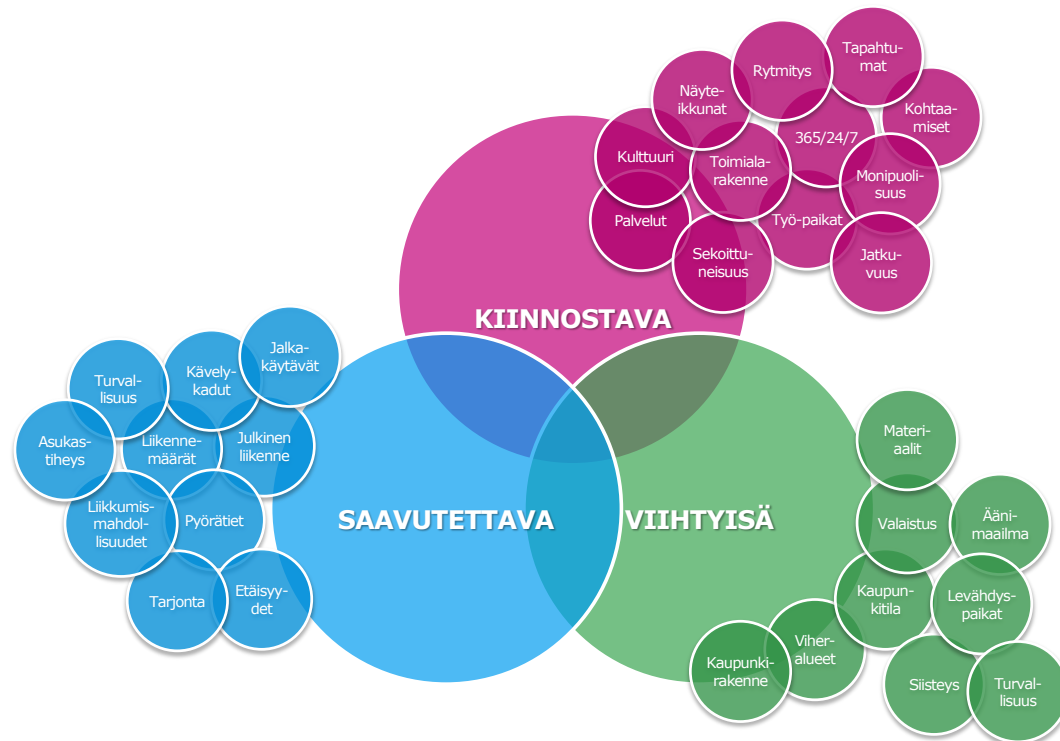 Tapahtu-
mat
Rytmitys
Näyte-
ikkunat
Kohtaa-
miset
365/24/7
Kulttuuri
Toimiala-
rakenne
Monipuoli-
suus
Palvelut
Työ-paikat
Sekoittu-
neisuus
Jatku-
vuus
KIINNOSTAVA
Jalka-
käytävät
Kävely-
kadut
Turval-
lisuus
Asukas-
tiheys
Liikenne-
määrät
Julkinen
liikenne
Liikkumis-
mahdol-
lisuudet
Pyörätiet
Tarjonta
Etäisyy-
det
SAAVUTETTAVA
VIIHTYISÄ
Materi-
aalit
Valaistus
Ääni-
maailma
Kaupun-
kitila
Levähdys-
paikat
Viher-
alueet
Kaupunki-
rakenne
Siisteys
Turval-
lisuus